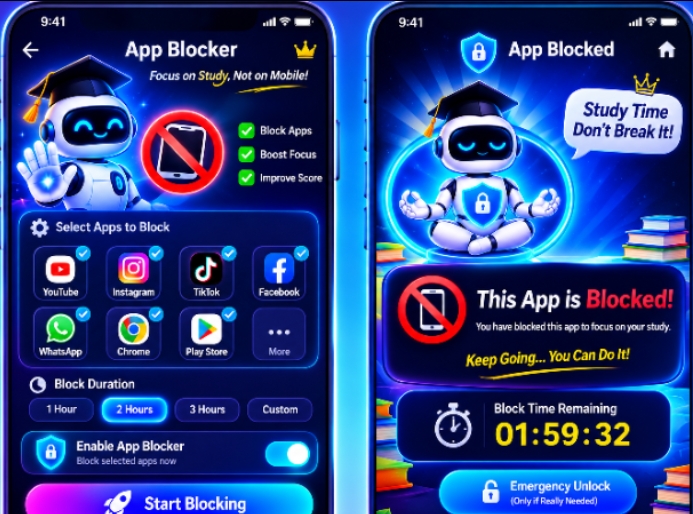 9:41
App Blocker
Focus on Study, Not on Mobile!
Block Apps
Boost Focus
Improve Score
Select Apps to Block
YouTube
Instagram
TikTok
Facebook
WhatsApp
Chrome
Play Store
More
Block Duration
1 Hour
2 Hours
3 Hours
Custom
Enable App Blocker
Block selected apps now
Start Blocking
9:41
App Blocked
Study Time
Don't Break It!
This App is Blocked!
You have blocked this app to focus on your study.
Keep Going... You Can Do It!
Block Time Remaining
01:59:32
Emergency Unlock
(Only if Really Needed)